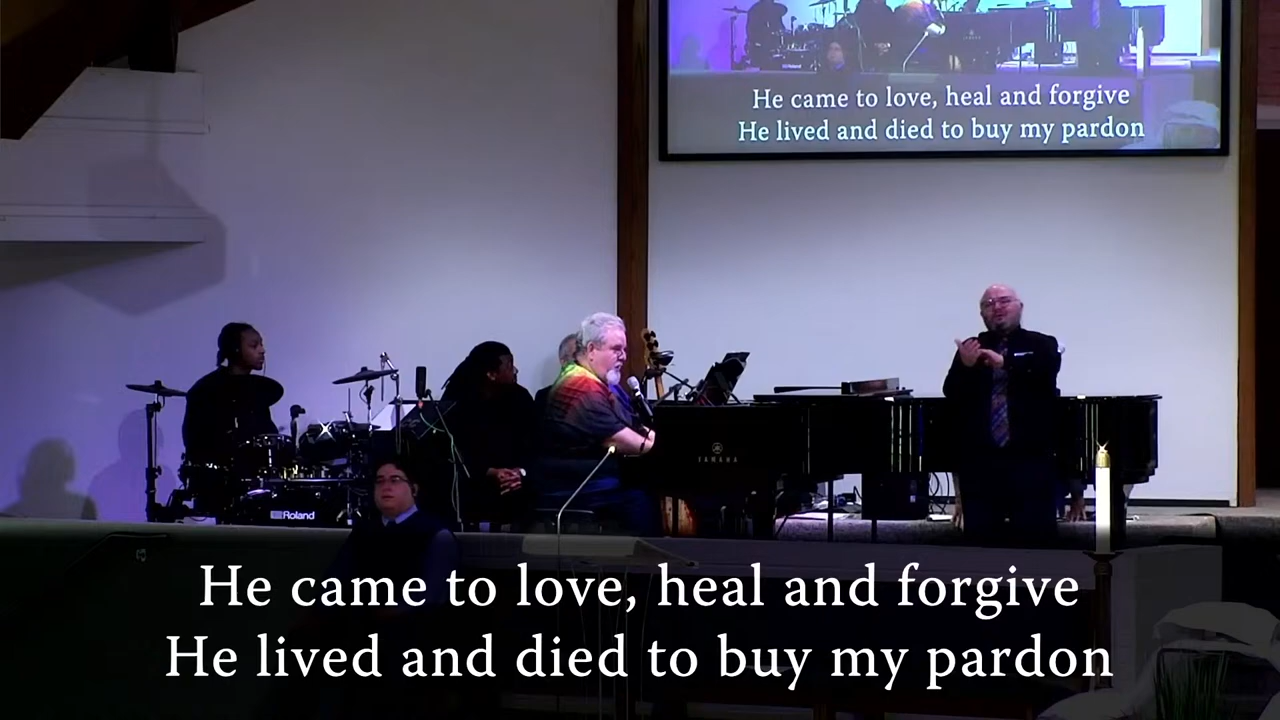 He came to love, heal and forgive
He lived and died to buy my pardon
YAMAHA
Roland
He came to love, heal and forgive
He lived and died to buy my pardon